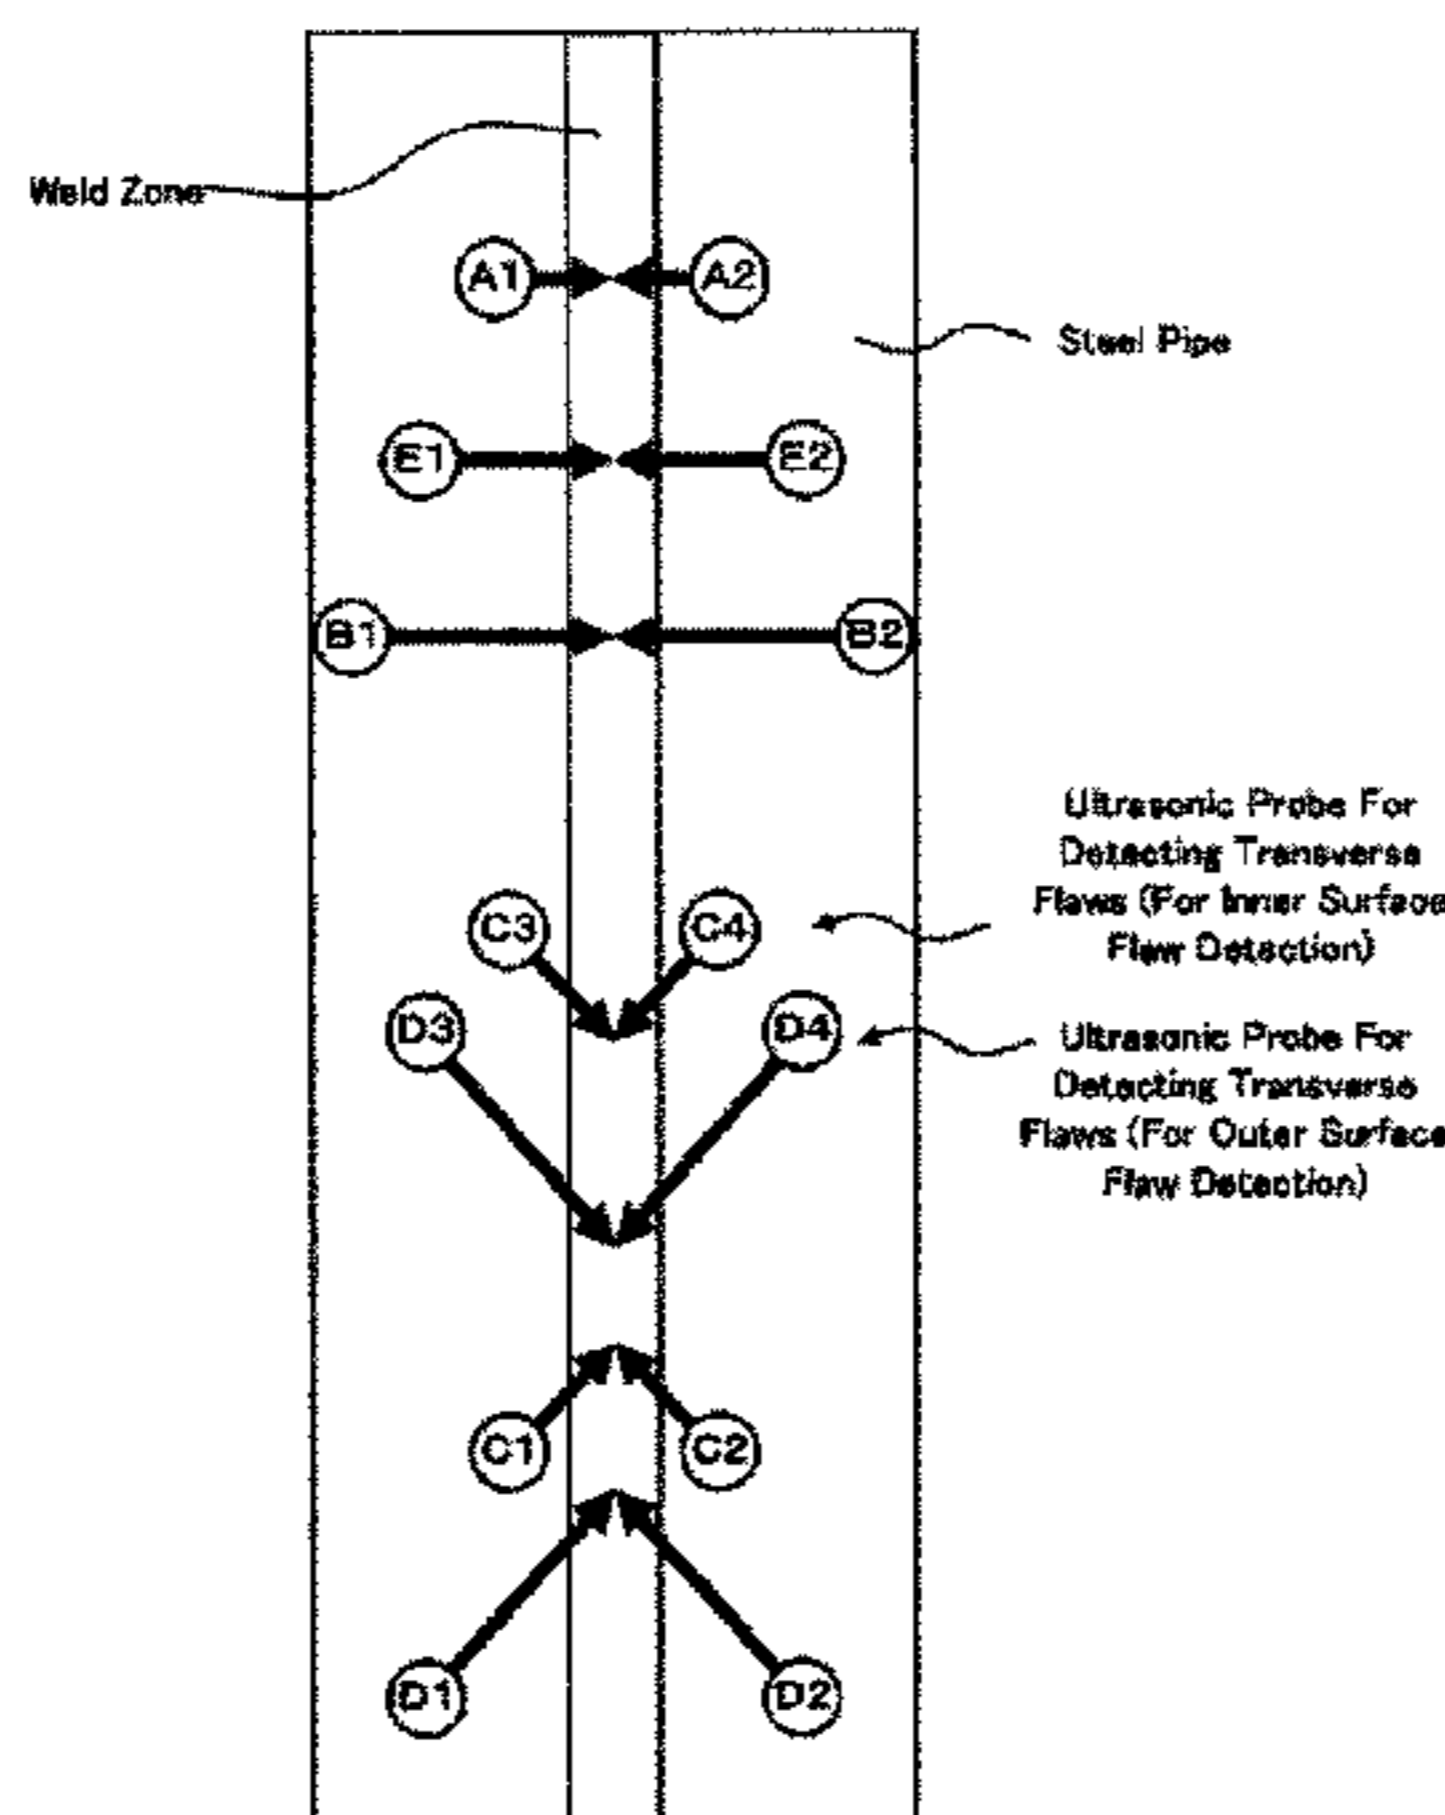 Weld Zone
A1 A2
Steel Pipe
E1 E2
B1 B2
Ultrasonic Probe For
Detecting Transverse
Flaws (For Inner Surface
Flaw Detection)
C3 C4
D3 D4
Ultrasonic Probe For
Detecting Transverse
Flaws (For Outer Surface
Flaw Detection)
C1 C2
D1 D2